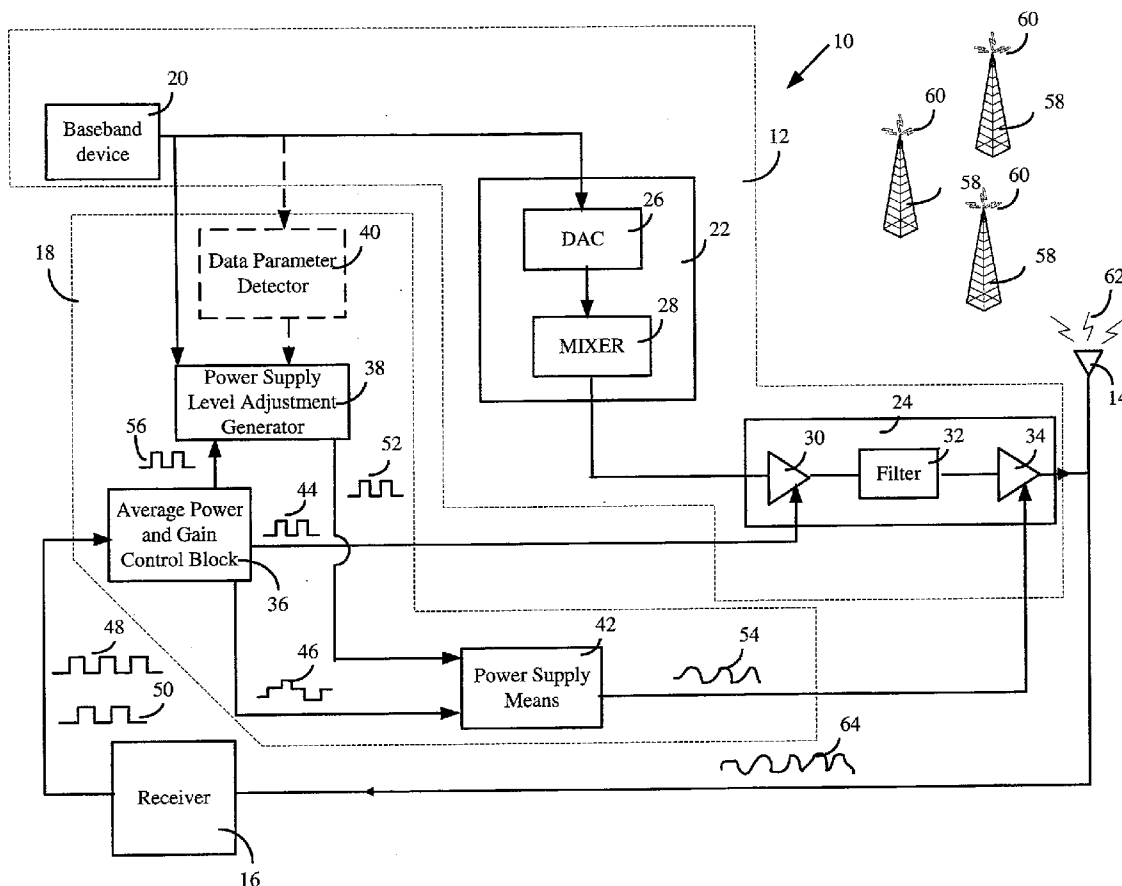 60
10
20
58
60
Baseband
device
12
58
60
26
22
DAC
40
18
Data Parameter
Detector
58
62
28
MIXER
Power Supply
Level Adjustment
Generator
38
14
24
56
52
30
32
34
Filter
44
Average Power
and Gain
Control Block
36
48
46
42
54
50
Power Supply
Means
64
Receiver
16